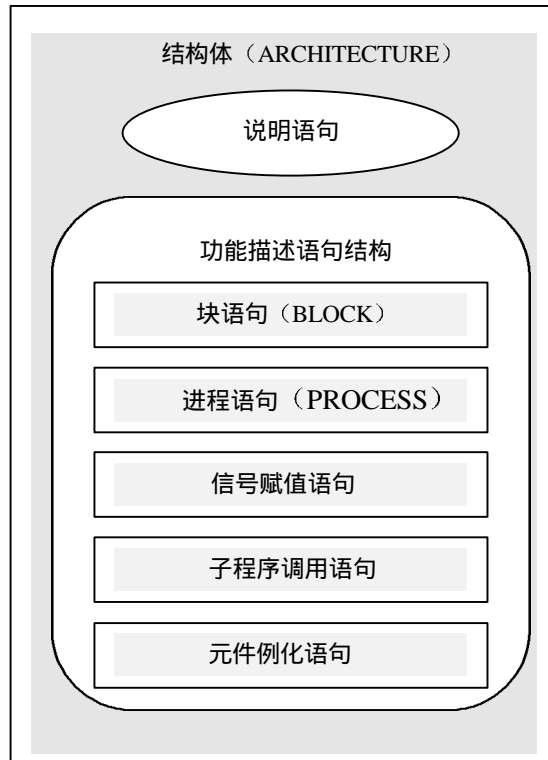 结构体（ARCHITECTURE）
说明语句
功能描述语句结构
块语句（BLOCK）
进程语句（PROCESS）
信号赋值语句
子程序调用语句
元件例化语句